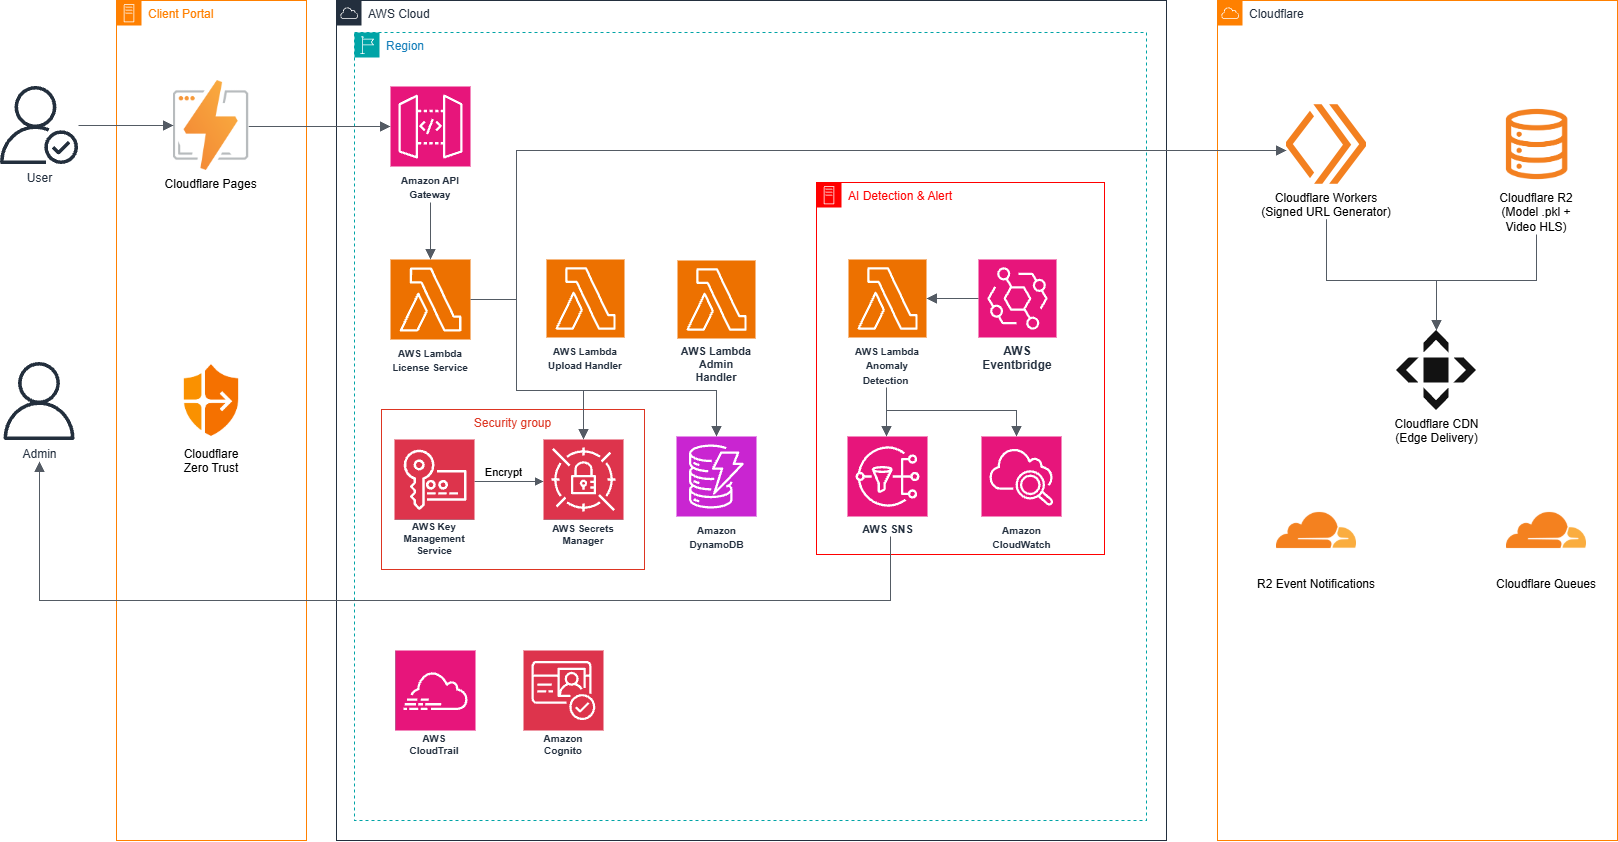 Client Portal
AWS Cloud
Cloudflare
Region
User
Cloudflare Pages
Amazon API
Gateway
AI Detection & Alert
Cloudflare Workers
(Signed URL Generator)
Cloudflare R2
(Model .pkl +
Video HLS)
AWS Lambda
License Service
AWS Lambda
Upload Handler
AWS Lambda
Admin
Handler
AWS Lambda
Anomaly
Detection
AWS
Eventbridge
Admin
Cloudflare
Zero Trust
Security group
Encrypt
AWS Key
Management
Service
AWS Secrets
Manager
Amazon
DynamoDB
AWS SNS
Amazon
CloudWatch
Cloudflare CDN
(Edge Delivery)
R2 Event Notifications
Cloudflare Queues
AWS
CloudTrail
Amazon
Cognito